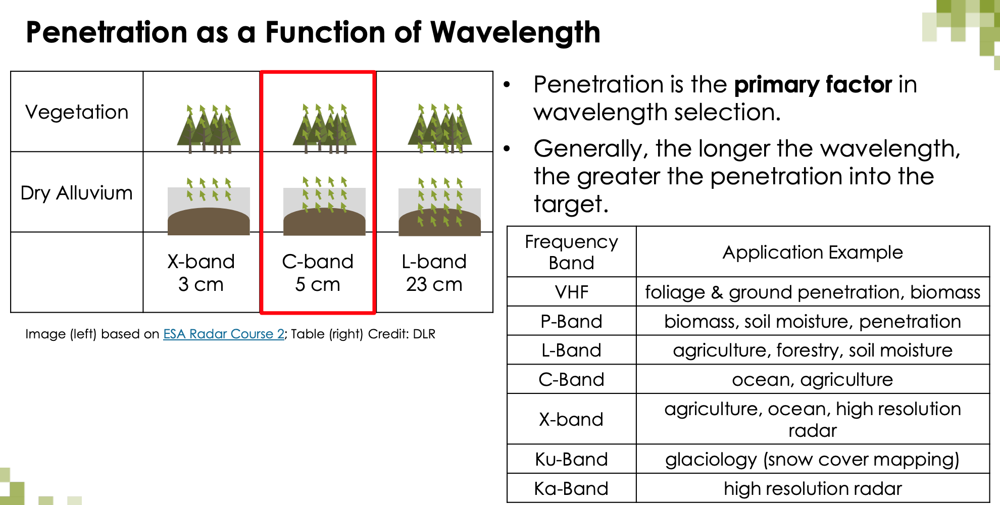 Penetration as a Function of Wavelength
Vegetation
Dry Alluvium
X-band
3 cm
C-band
5 cm
L-band
23 cm
Image (left) based on ESA Radar Course 2; Table (right) Credit: DLR
• Penetration is the primary factor in
wavelength selection.
• Generally, the longer the wavelength,
the greater the penetration into the
target.
Frequency
Band
Application Example
VHF
foliage & ground penetration, biomass
P-Band
biomass, soil moisture, penetration
L-Band
agriculture, forestry, soil moisture
C-Band
ocean, agriculture
X-band
agriculture, ocean, high resolution
radar
Ku-Band
glaciology (snow cover mapping)
Ka-Band
high resolution radar